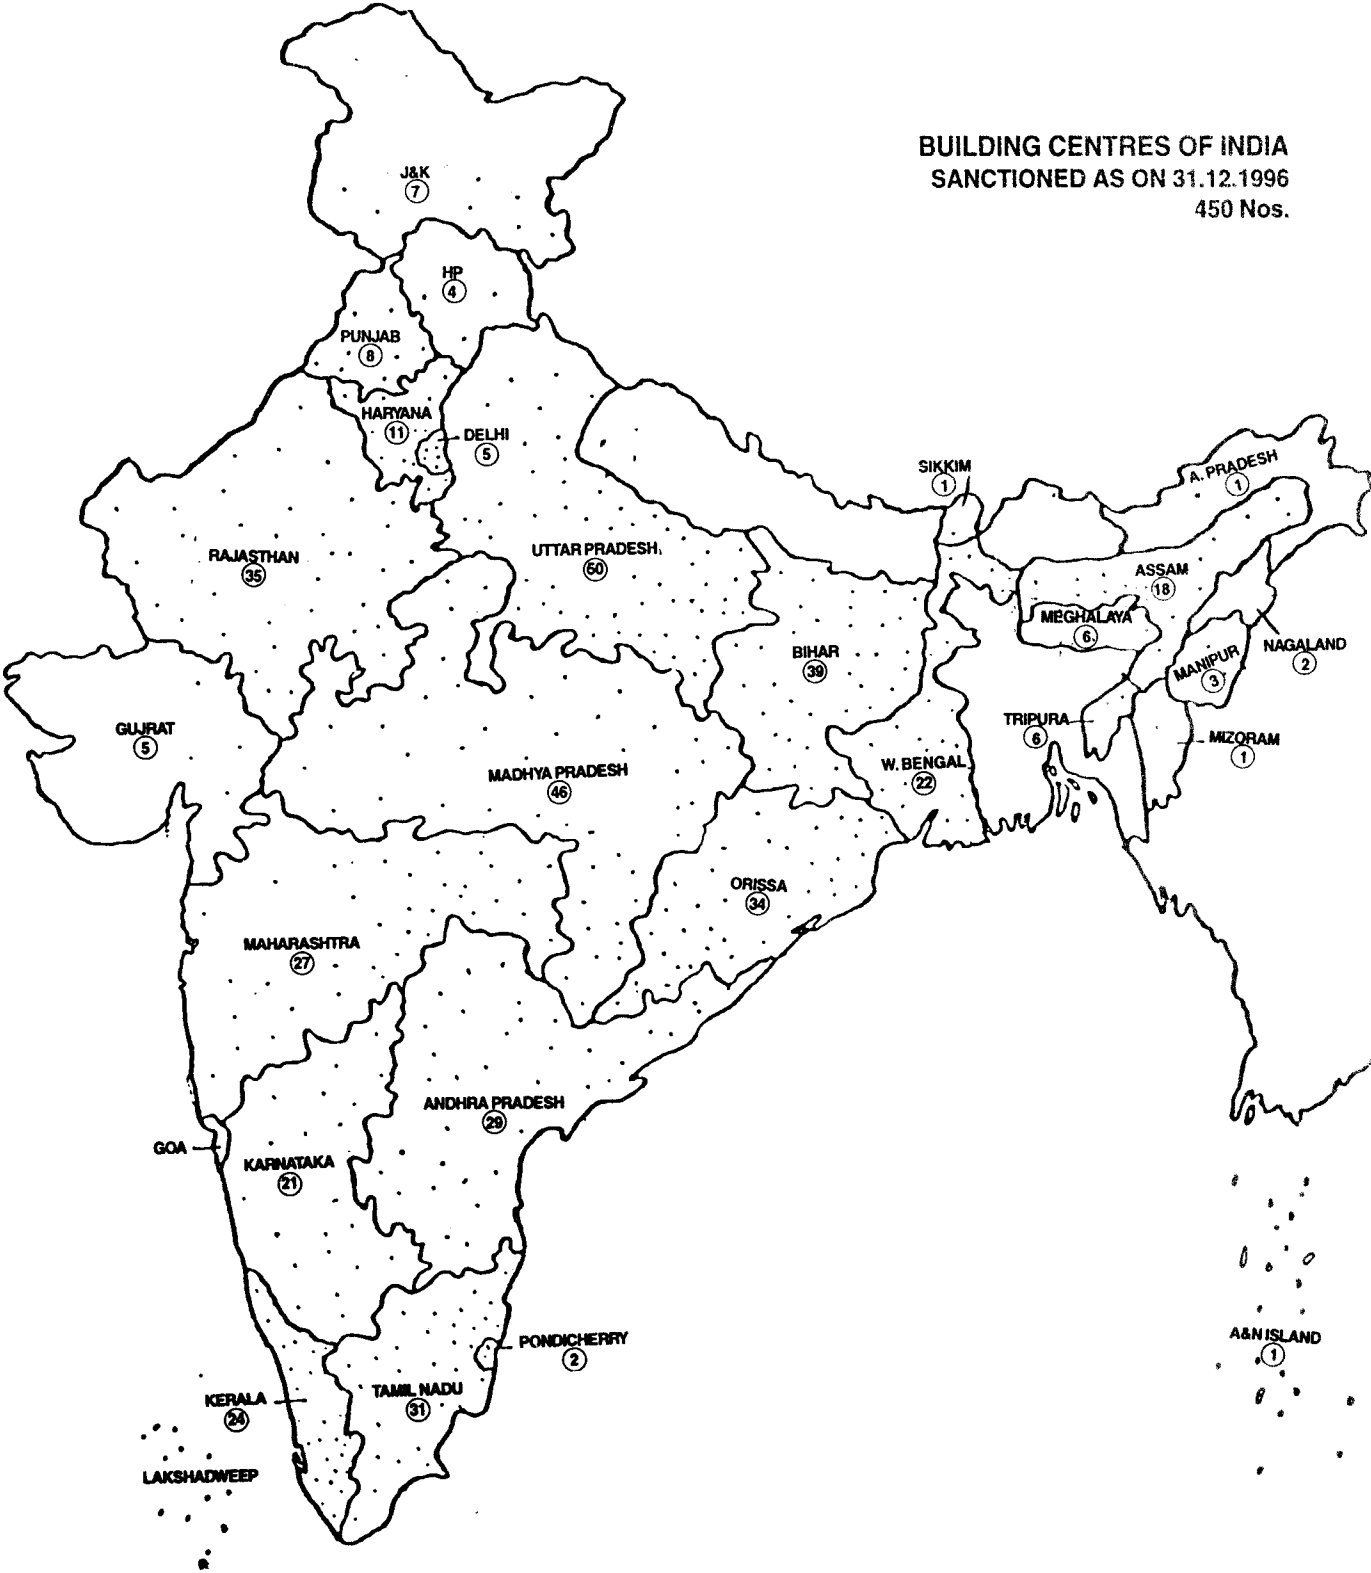 BUILDING CENTRES OF INDIA
SANCTIONED AS ON 31.12.1996
450 Nos.
J&K
7
HP
4
PUNJAB
8
HARYANA
11
DELHI
5
SIKKIM
1
A. PRADESH
1
RAJASTHAN
35
UTTAR PRADESH
50
ASSAM
18
MEGHALAYA
6
NAGALAND
2
BIHAR
39
MANIPUR
3
GUJRAT
5
TRIPURA
6
MIZORAM
1
MADHYA PRADESH
46
W. BENGAL
22
ORISSA
34
MAHARASHTRA
27
ANDHRA PRADESH
29
GOA
KARNATAKA
21
PONDICHERRY
2
A&N ISLAND
1
KERALA
24
TAMIL NADU
31
LAKSHADWEEP